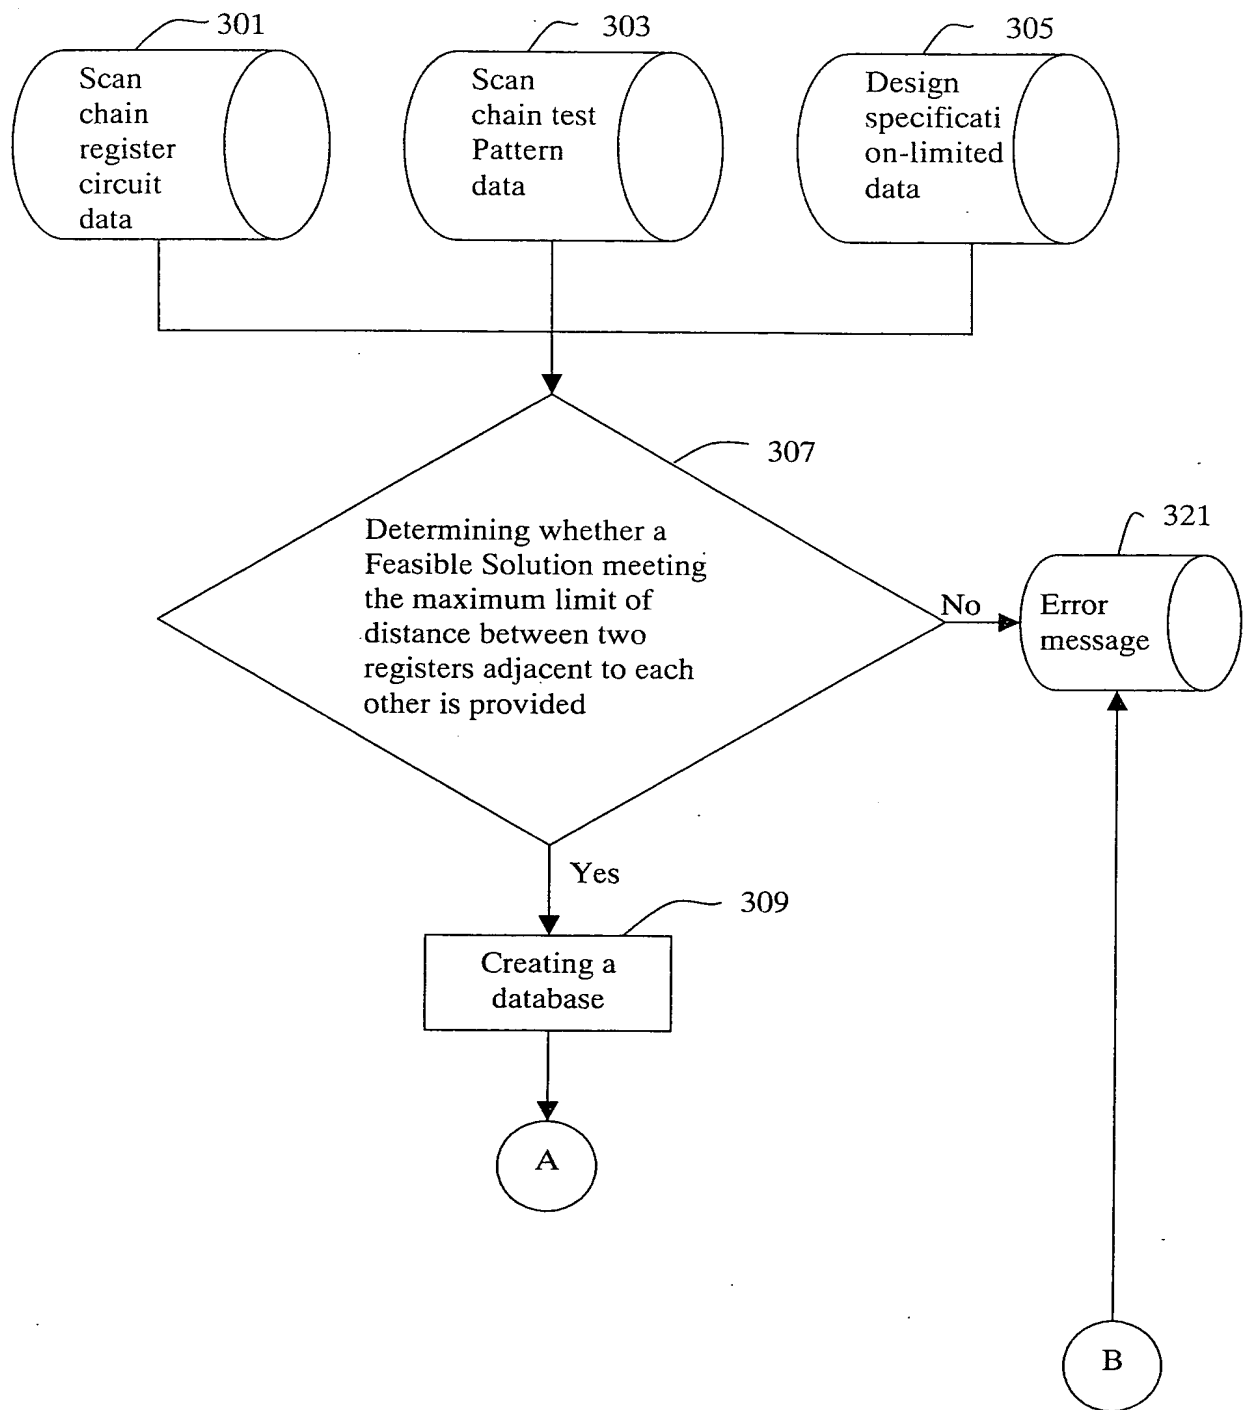 301
303
305
Scan
chain
register
circuit
data
Scan
chain test
Pattern
data
Design
specificati
on-limited
data
307
Determining whether a
Feasible Solution meeting
the maximum limit of
distance between two
registers adjacent to each
other is provided
No
321
Error
message
Yes
309
Creating a
database
A
B